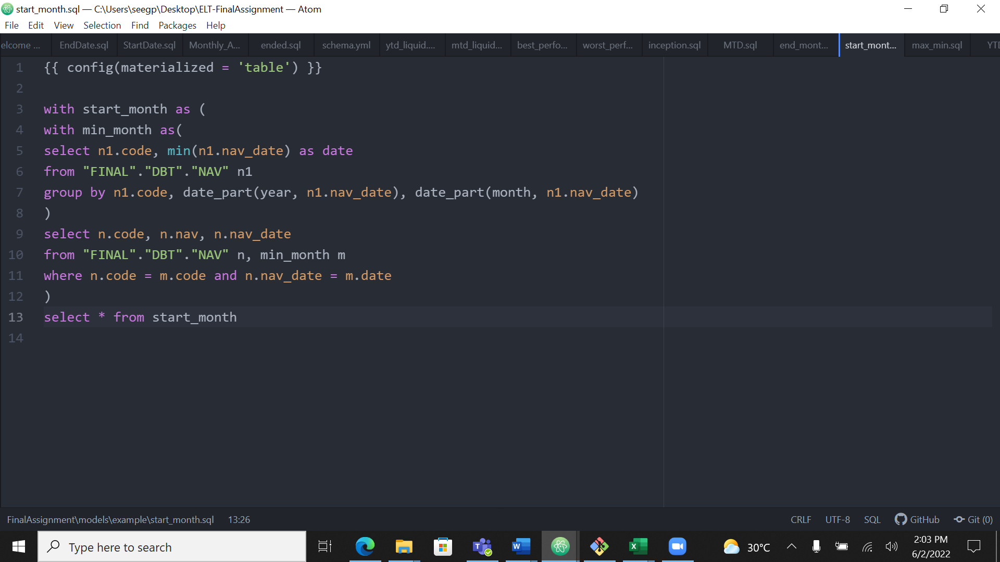 start_month.sql — C:\Users\seegp\Desktop\ELT-FinalAssignment — Atom
File Edit View Selection Find Packages Help
elcome ... EndDate.sql StartDate.sql Monthly_A... ended.sql schema.yml ytd_liquid.... mtd_liquid... best_perfo... worst_perf... inception.sql MTD.sql end_mont... start_mont... max_min.sql YTD
1 {{ config(materialized = 'table') }}
2
3 with start_month as (
4 with min_month as(
5 select n1.code, min(n1.nav_date) as date
6 from "FINAL"."DBT"."NAV" n1
7 group by n1.code, date_part(year, n1.nav_date), date_part(month, n1.nav_date)
8 )
9 select n.code, n.nav, n.nav_date
10 from "FINAL"."DBT"."NAV" n, min_month m
11 where n.code = m.code and n.nav_date = m.date
12 )
13 select * from start_month
14
FinalAssignment\models\example\start_month.sql 13:26 CRLF UTF-8 SQL GitHub Git (0)
Type here to search 30°C 2:03 PM
6/2/2022